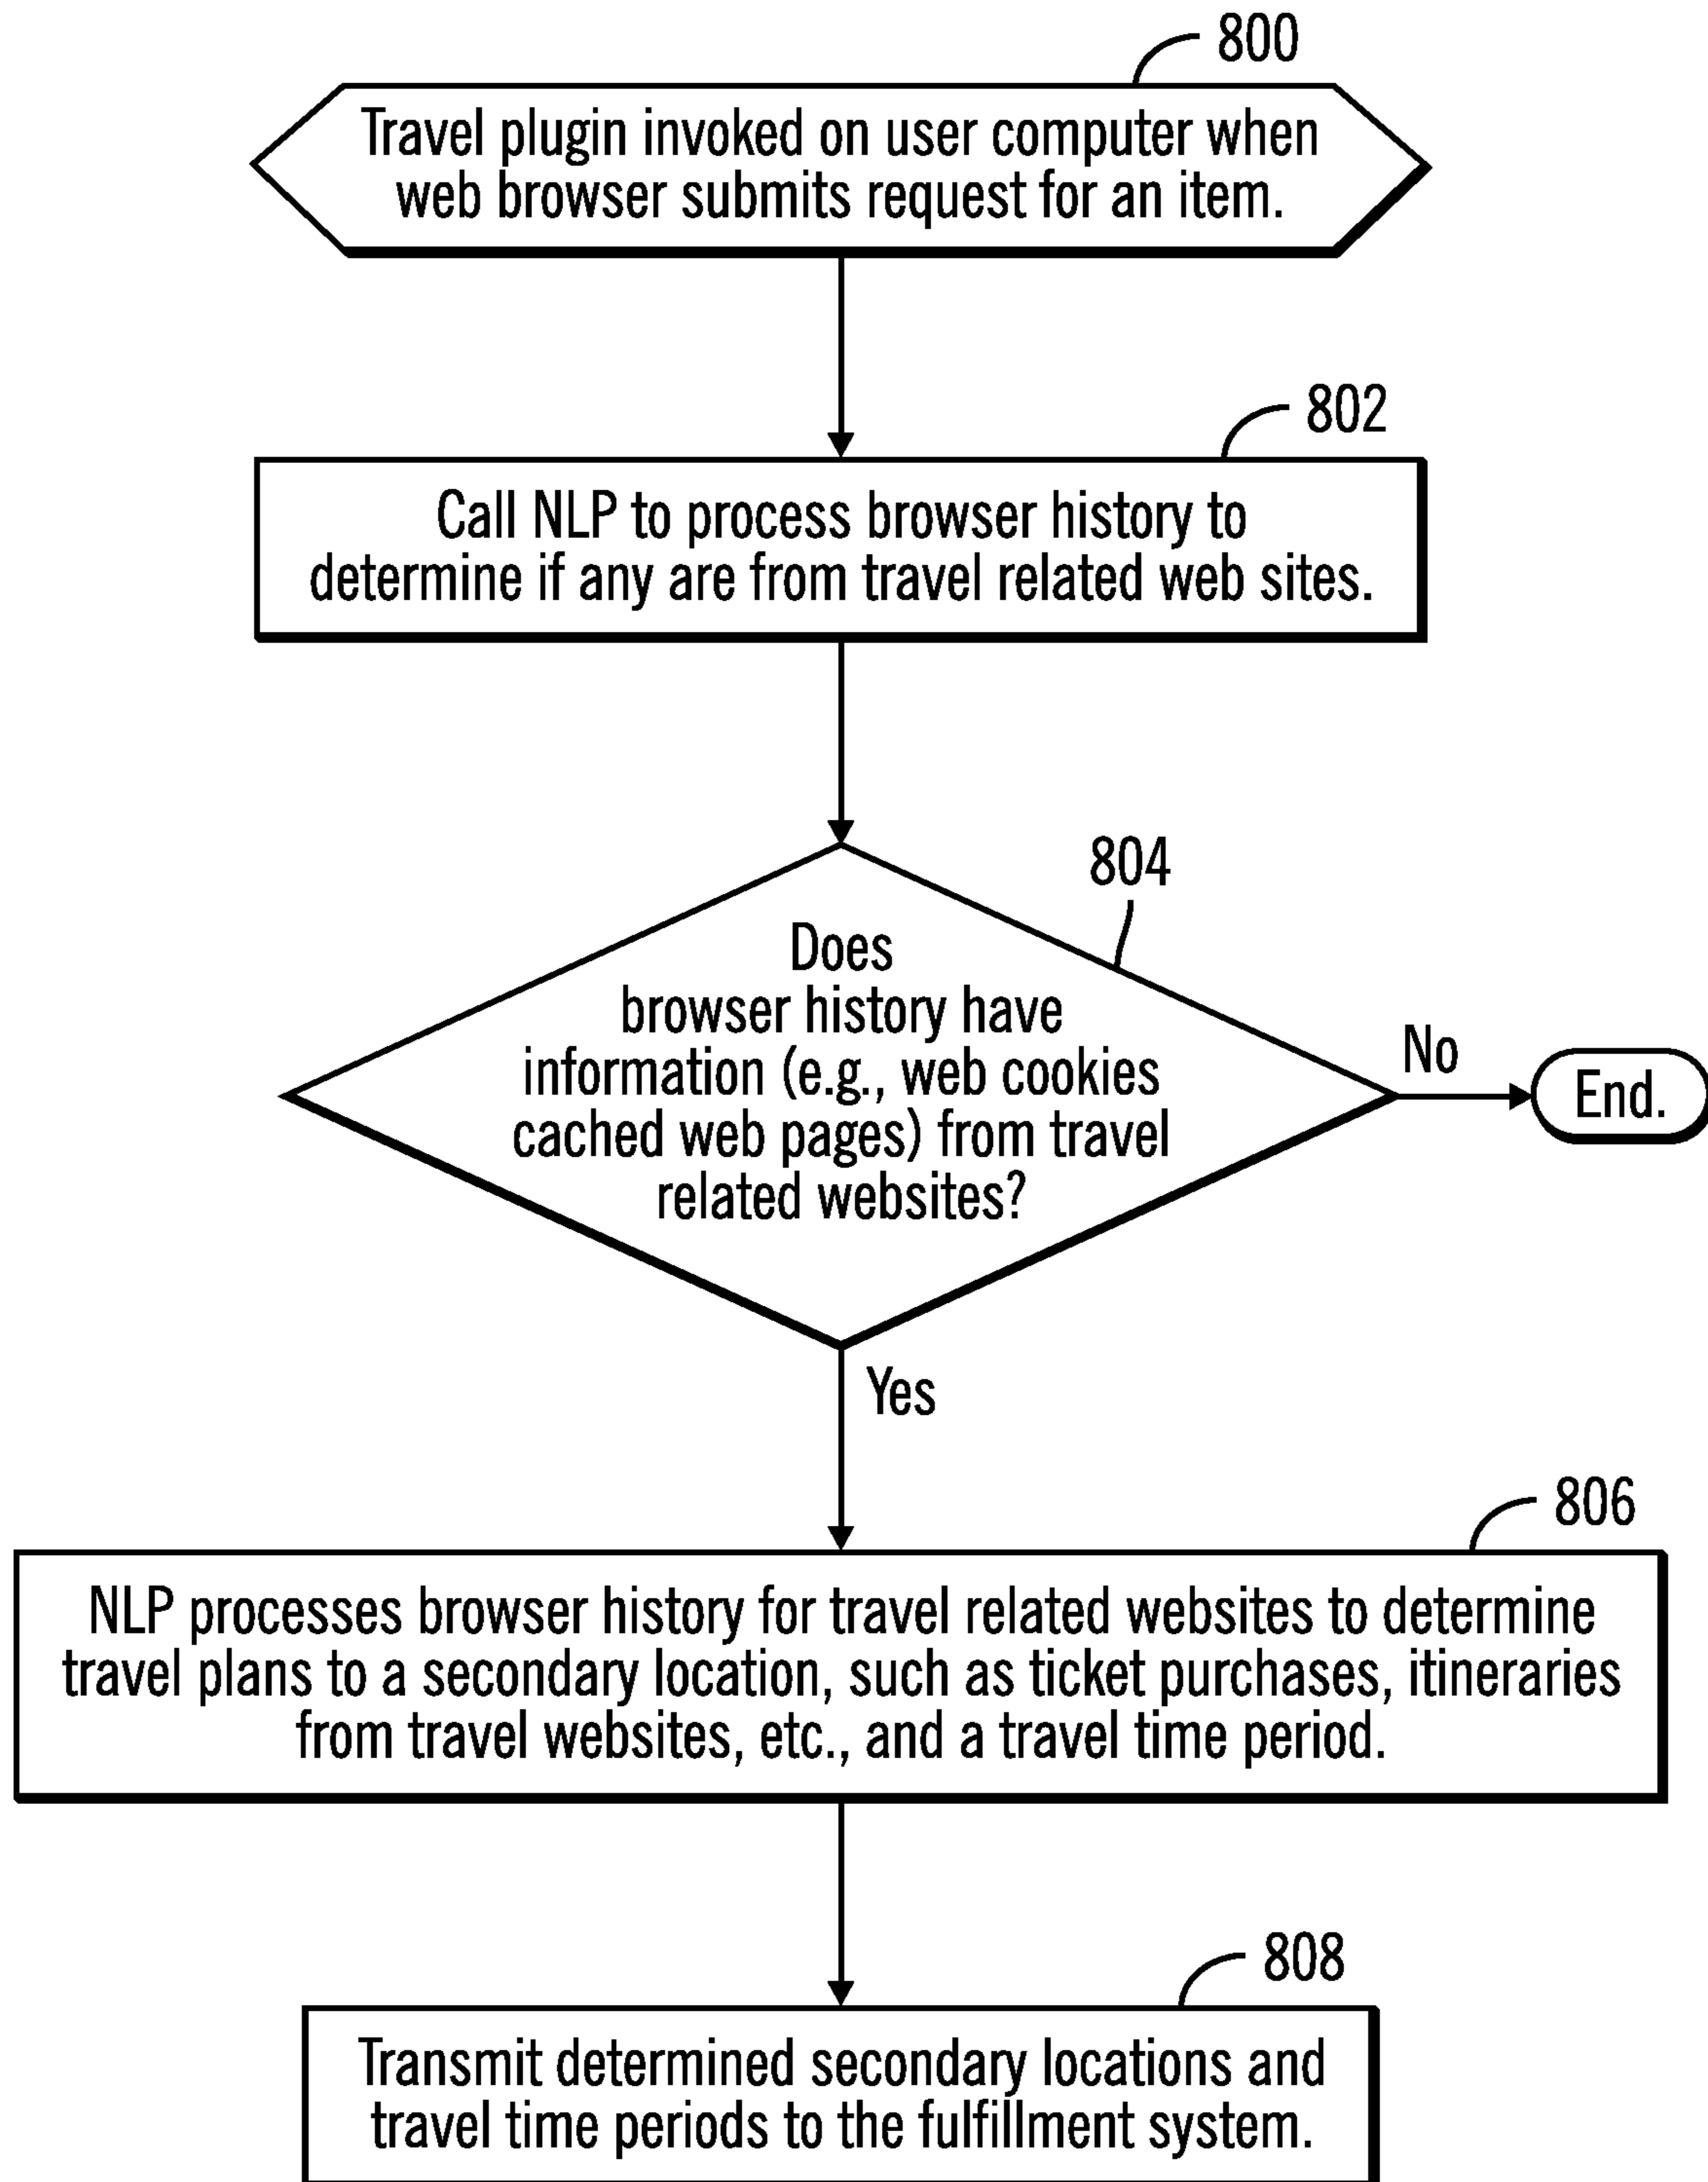 800
Travel plugin invoked on user computer when
web browser submits request for an item.
802
Call NLP to process browser history to
determine if any are from travel related web sites.
804
Does
browser history have
information (e.g., web cookies
cached web pages) from travel
related websites?
No
End.
Yes
806
NLP processes browser history for travel related websites to determine
travel plans to a secondary location, such as ticket purchases, itineraries
from travel websites, etc., and a travel time period.
808
Transmit determined secondary locations and
travel time periods to the fulfillment system.